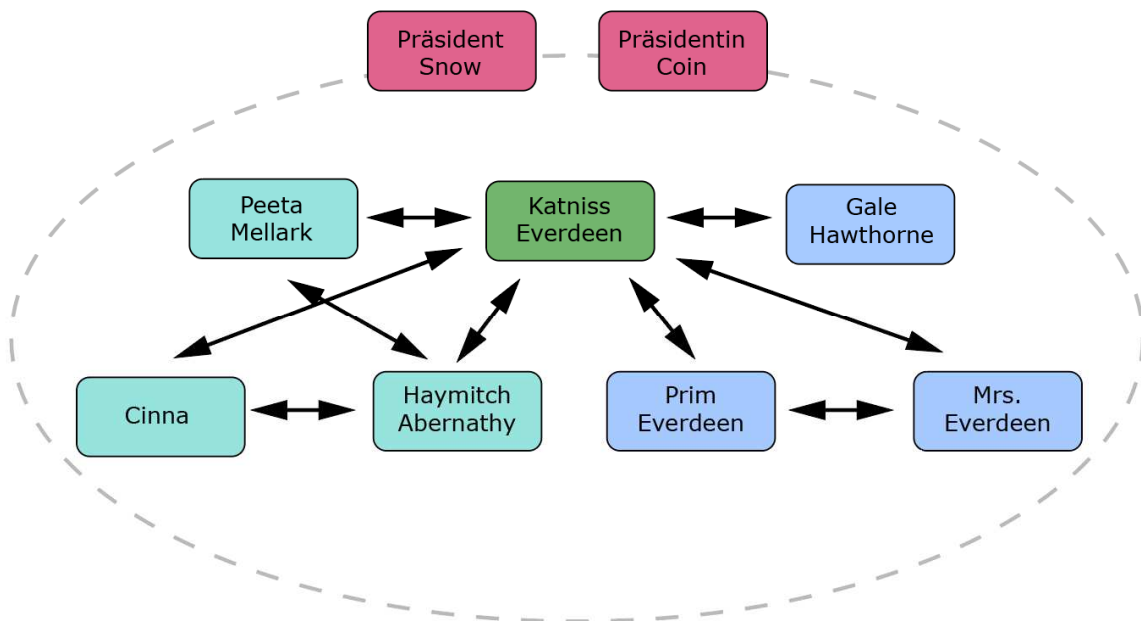 Präsident
Snow
Präsidentin
Coin
Peeta
Mellark
Katniss
Everdeen
Gale
Hawthorne
Cinna
Haymitch
Abernathy
Prim
Everdeen
Mrs.
Everdeen